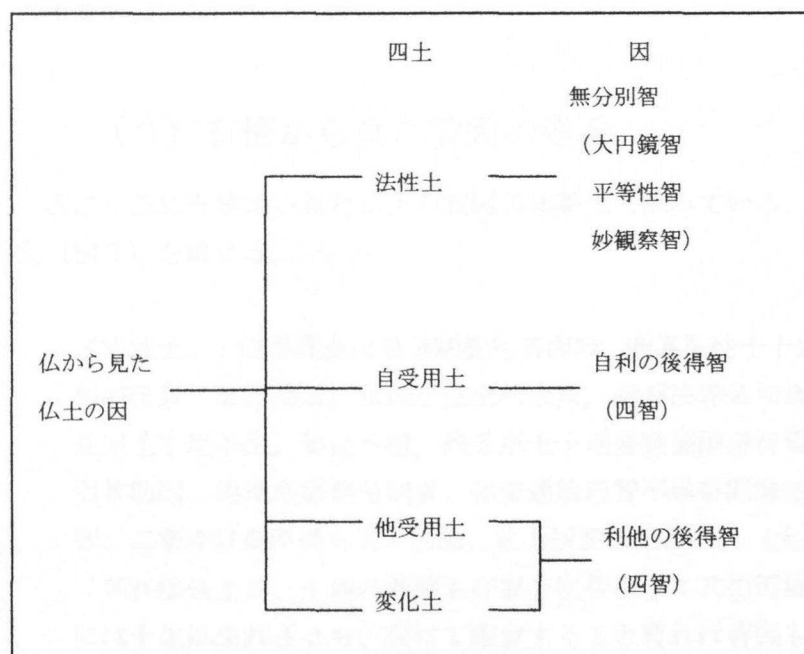 四土
因
無分別智
(大円鏡智
平等性智
妙観察智)
法性土
仏から見た
仏土の因
自受用土
自利の後得智
(四智)
他受用土
利他の後得智
(四智)
変化土